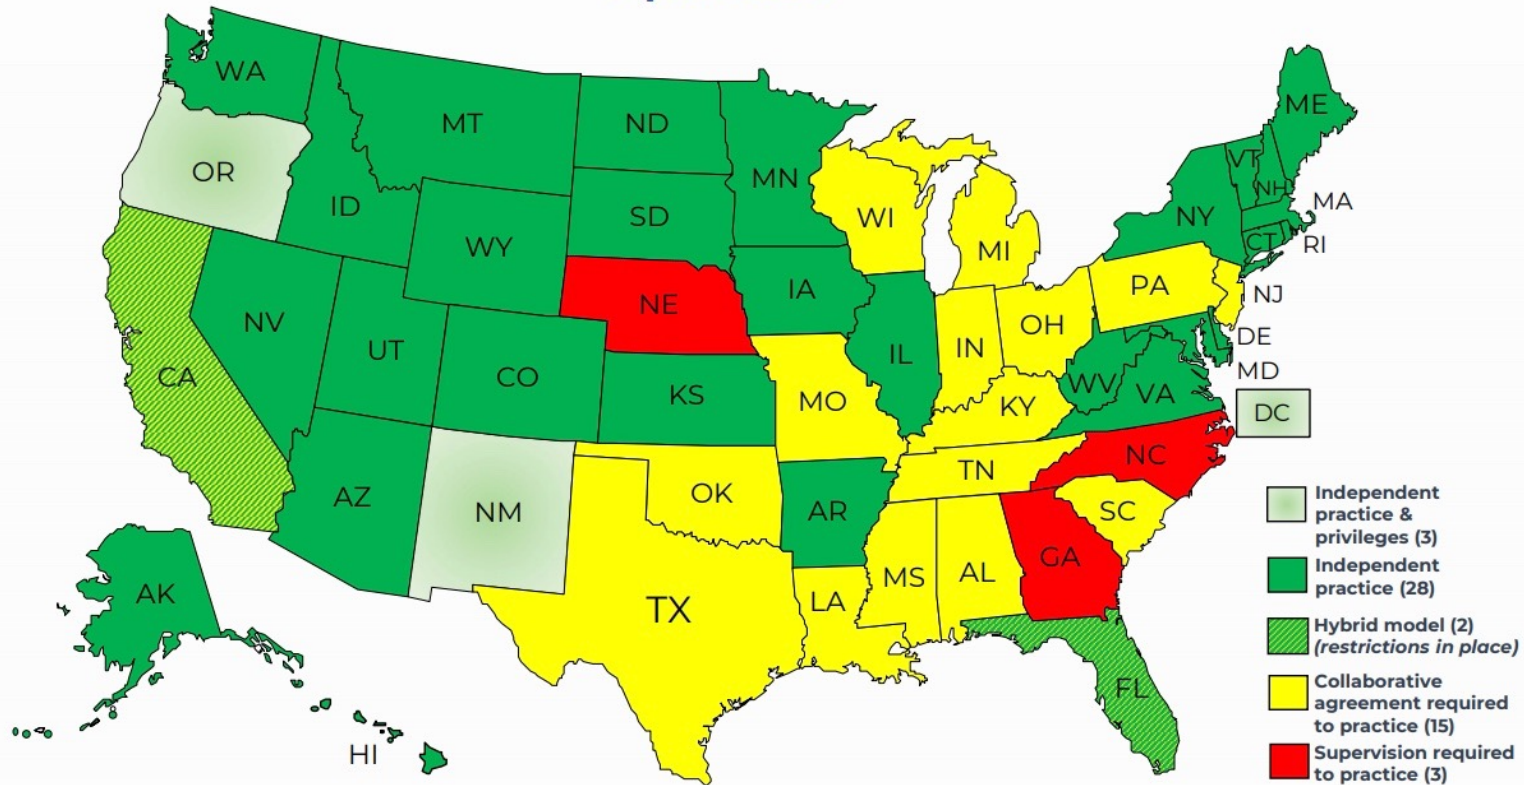 WA
MT
ND
MN
ME
OR
ID
SD
WI
VT
NH
MA
WY
MI
NY
CT
RI
NE
IA
PA
NJ
NV
UT
CO
KS
IL
IN
OH
DE
MD
CA
MO
KY
WV
VA
DC
AZ
NM
OK
AR
TN
NC
SC
TX
LA
MS
AL
GA
AK
FL
HI
Independent
practice &
privileges (3)
Independent
practice (28)
Hybrid model (2)
(restrictions in place)
Collaborative
agreement required
to practice (15)
Supervision required
to practice (3)